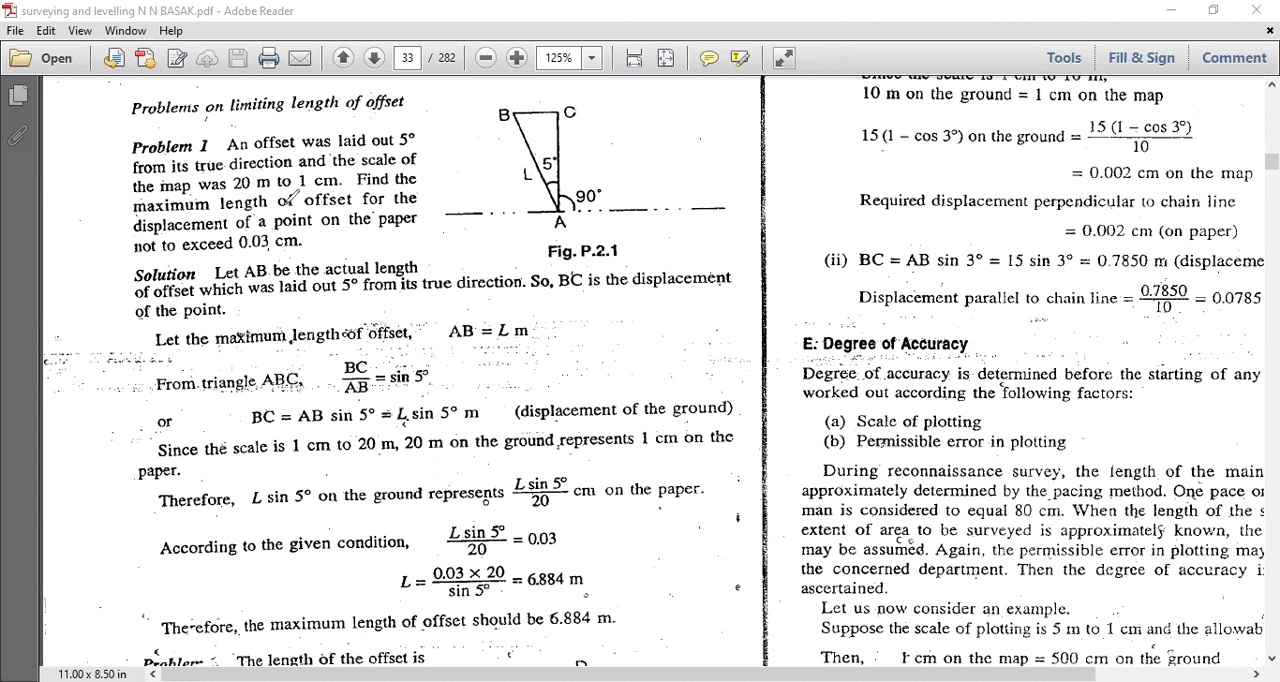 surveying and levelling N N BASAK.pdf - Adobe Reader
File Edit View Window Help
Open 33 / 282 125% Tools Fill & Sign Comment
Problems on limiting length of offset
Problem 1 An offset was laid out 5°
from its true direction and the scale of
the map was 20 m to 1 cm. Find the
maximum length of offset for the
displacement of a point on the paper
not to exceed 0.03 cm.
B C
5°
L
90°
A
Fig. P.2.1
Solution Let AB be the actual length
of offset which was laid out 5° from its true direction. So, BC is the displacement
of the point.
Let the maximum length of offset, AB = L m
From triangle ABC, BC/AB = sin 5°
or BC = AB sin 5° = L sin 5° m (displacement of the ground)
Since the scale is 1 cm to 20 m, 20 m on the ground represents 1 cm on the
paper.
Therefore, L sin 5° on the ground represents L sin 5°/20 cm on the paper.
According to the given condition, L sin 5°/20 = 0.03
L = 0.03 × 20/sin 5° = 6.884 m
Therefore, the maximum length of offset should be 6.884 m.
The length of the offset is
Since the scale is 1 cm to 10 m,
10 m on the ground = 1 cm on the map
15 (1 – cos 3°) on the ground = 15 (1 – cos 3°)/10
= 0.002 cm on the map
Required displacement perpendicular to chain line
= 0.002 cm (on paper)
(ii) BC = AB sin 3° = 15 sin 3° = 0.7850 m (displaceme
Displacement parallel to chain line = 0.7850/10 = 0.0785
E: Degree of Accuracy
Degree of accuracy is determined before the starting of any
worked out according the following factors:
(a) Scale of plotting
(b) Permissible error in plotting
During reconnaissance survey, the length of the main
approximately determined by the pacing method. One pace o
man is considered to equal 80 cm. When the length of the s
extent of area to be surveyed is approximately known, the
may be assumed. Again, the permissible error in plotting may
the concerned department. Then the degree of accuracy i
ascertained.
Let us now consider an example.
Suppose the scale of plotting is 5 m to 1 cm and the allowab
Then, 1 cm on the map = 500 cm on the ground
11.00 x 8.50 in